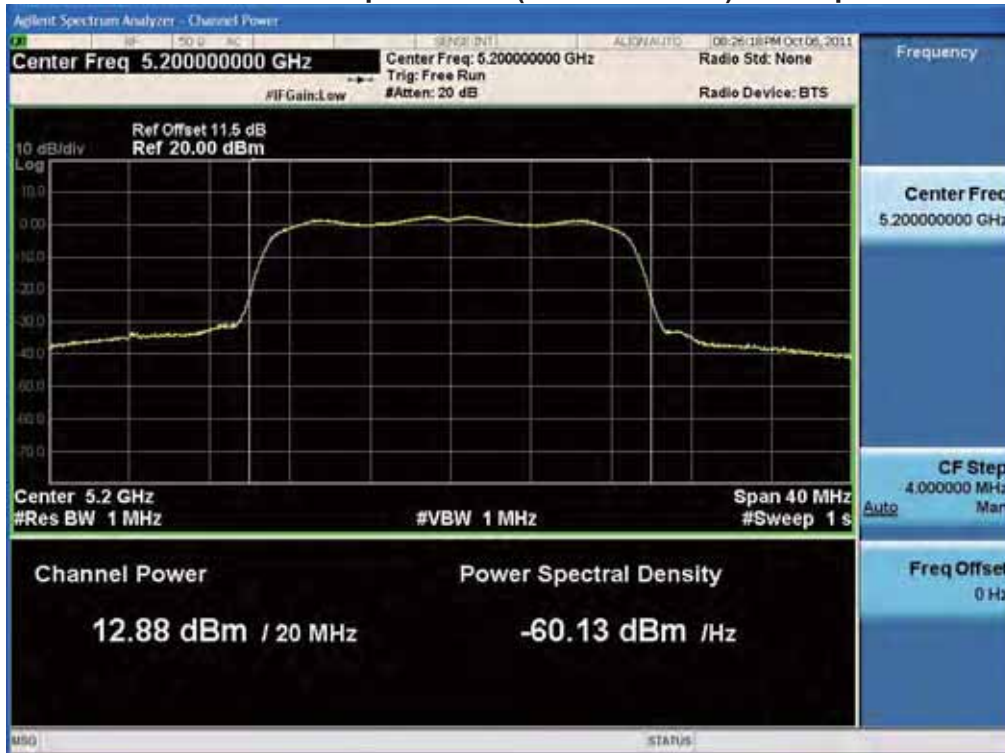 Agilent Spectrum Analyzer - Channel Power
RF 50 Ω AC SENSE:INT ALIGNAUTO 08:26:18PM Oct 06, 2011
Center Freq 5.200000000 GHz
Center Freq: 5.200000000 GHz
Radio Std: None
Trig: Free Run
#IFGain:Low
#Atten: 20 dB
Radio Device: BTS
Ref Offset 11.5 dB
10 dB/div Ref 20.00 dBm
Log
10.0
0.00
-10.0
-20.0
-30.0
-40.0
-50.0
-60.0
-70.0
Center 5.2 GHz Span 40 MHz
#Res BW 1 MHz #VBW 1 MHz #Sweep 1 s
Channel Power
Power Spectral Density
12.88 dBm / 20 MHz
-60.13 dBm /Hz
MSG STATUS
Frequency
Center Freq
5.200000000 GHz
CF Step
4.000000 MHz
Auto Man
Freq Offset
0 Hz